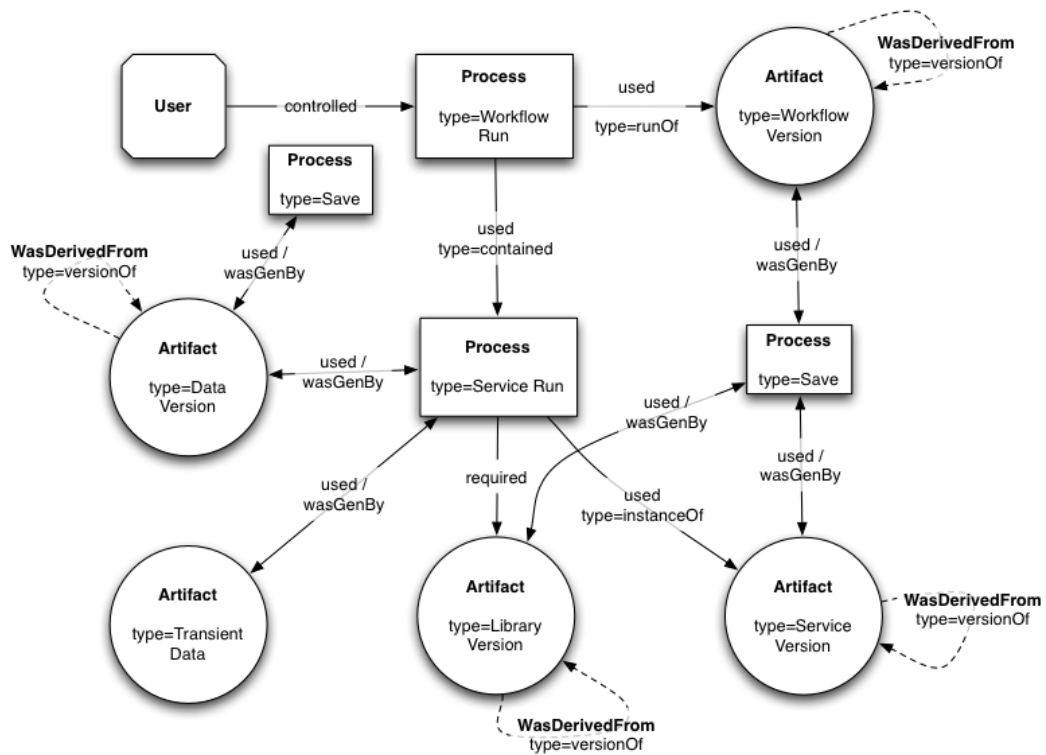 WasDerivedFrom
type=versionOf
User
controlled
Process
type=Workflow
Run
used
type=runOf
Artifact
type=Workflow
Version
Process
type=Save
used
type=contained
used /
wasGenBy
WasDerivedFrom
type=versionOf
used /
wasGenBy
Artifact
type=Data
Version
used /
wasGenBy
Process
type=Service Run
Process
type=Save
used /
wasGenBy
used /
wasGenBy
required
used
type=instanceOf
used /
wasGenBy
Artifact
type=Transient
Data
Artifact
type=Library
Version
Artifact
type=Service
Version
WasDerivedFrom
type=versionOf
WasDerivedFrom
type=versionOf